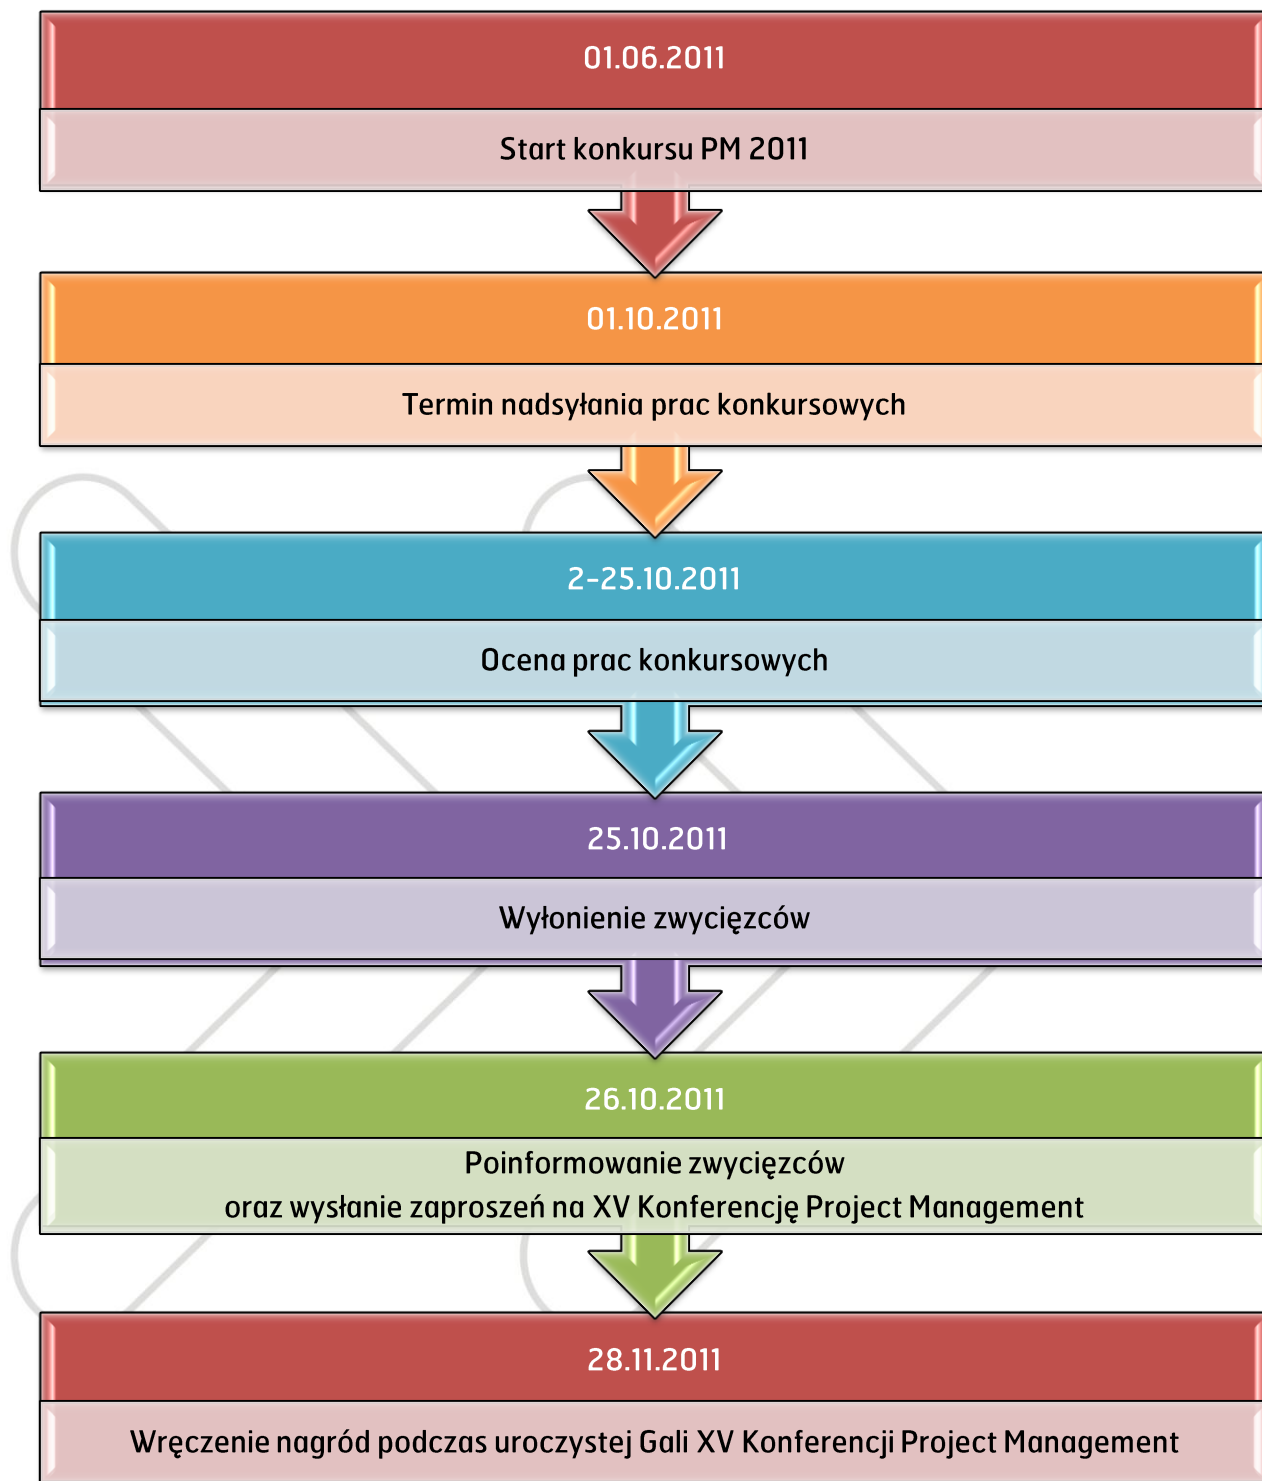 01.06.2011
Start konkursu PM 2011
01.10.2011
Termin nadsyłania prac konkursowych
2-25.10.2011
Ocena prac konkursowych
25.10.2011
Wyłonienie zwycięzców
26.10.2011
Poinformowanie zwycięzców
oraz wysłanie zaproszeń na XV Konferencję Project Management
28.11.2011
Wręczenie nagród podczas uroczystej Gali XV Konferencji Project Management